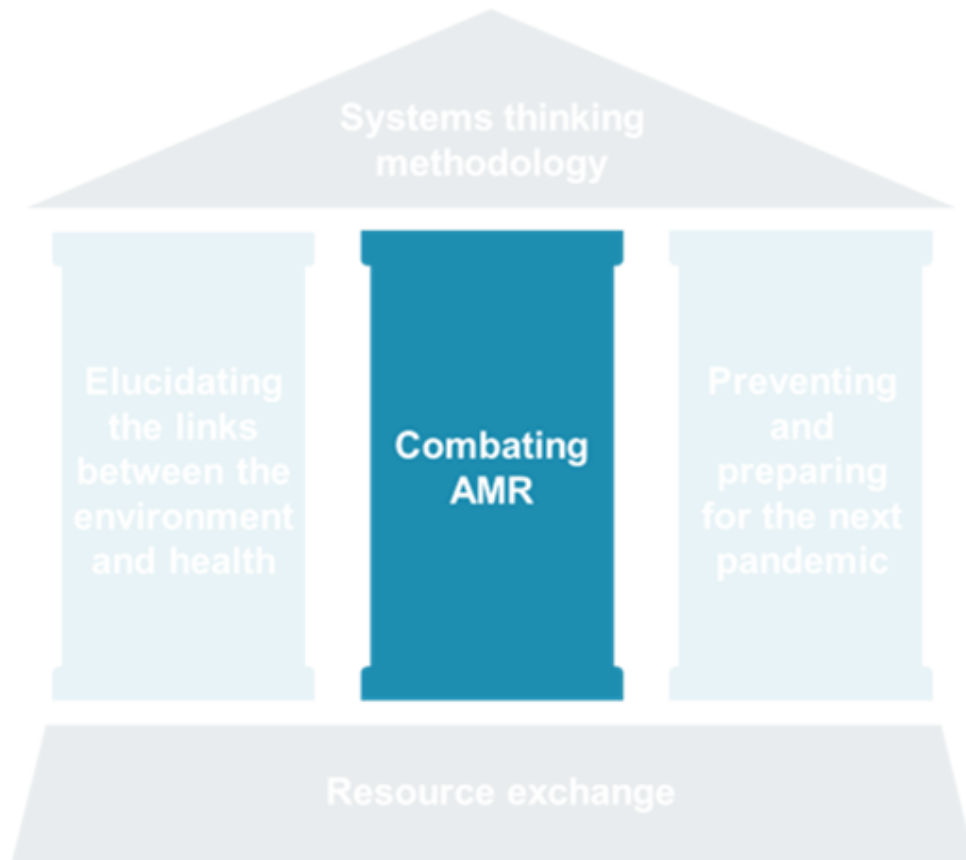 Systems thinking
methodology
Elucidating
the links
between the
environment
and health
Combating
AMR
Preventing
and
preparing
for the next
pandemic
Resource exchange